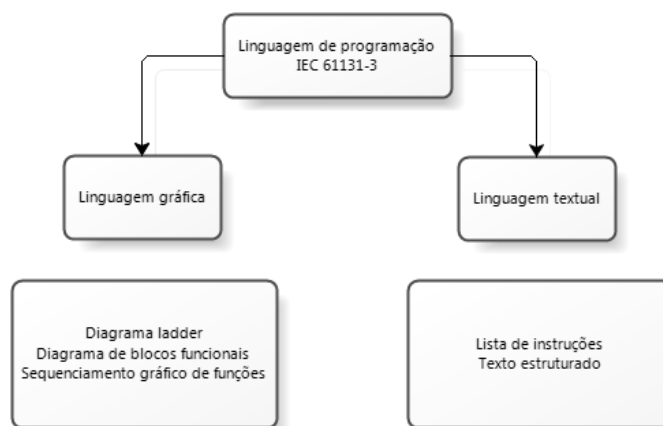 Linguagem de programação
IEC 61131-3
Linguagem gráfica
Linguagem textual
Diagrama ladder
Diagrama de blocos funcionais
Sequenciamento gráfico de funções
Lista de instruções
Texto estruturado